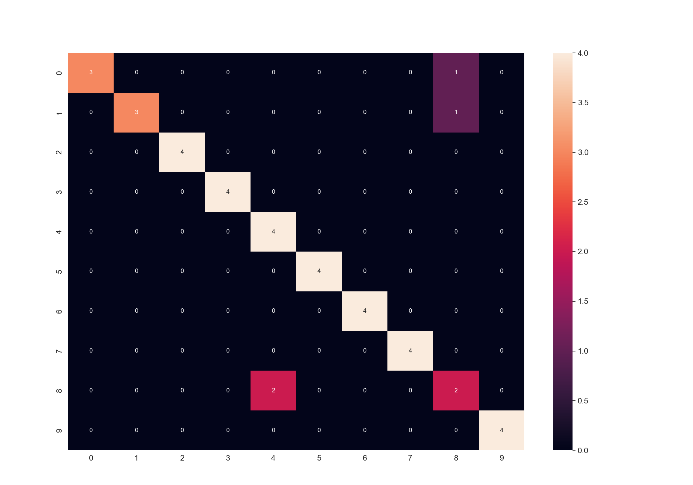 0 3 0 0 0 0 0 0 0 1 0
1 0 3 0 0 0 0 0 0 1 0
2 0 0 4 0 0 0 0 0 0 0
3 0 0 0 4 0 0 0 0 0 0
4 0 0 0 0 4 0 0 0 0 0
5 0 0 0 0 0 4 0 0 0 0
6 0 0 0 0 0 0 4 0 0 0
7 0 0 0 0 0 0 0 4 0 0
8 0 0 0 0 2 0 0 0 2 0
9 0 0 0 0 0 0 0 0 0 4
0 1 2 3 4 5 6 7 8 9
4.0
3.5
3.0
2.5
2.0
1.5
1.0
0.5
0.0